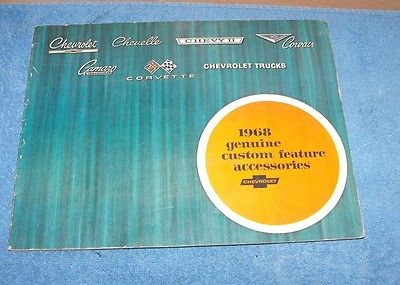 Chevrolet Chevelle CHEVY II Corvair
Camaro CORVETTE CHEVROLET TRUCKS
1968
genuine
custom feature
accessories
CHEVROLET